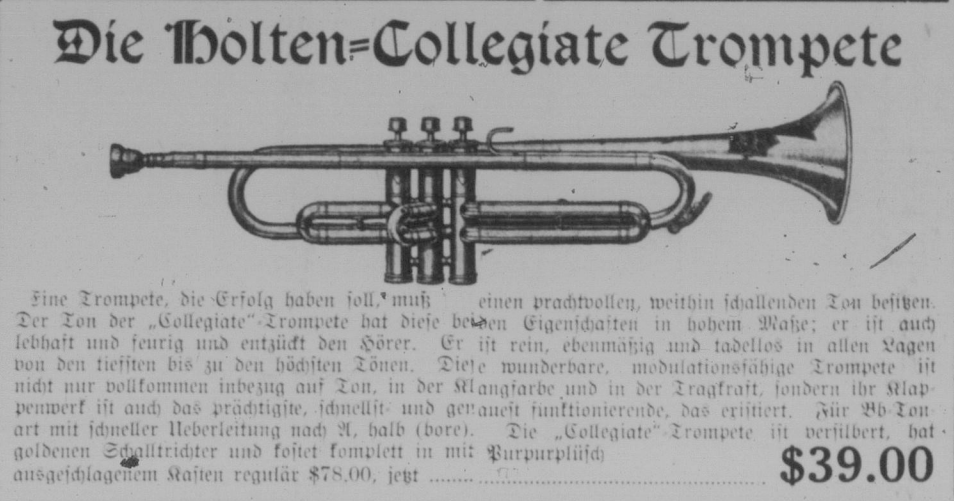 Die Holten=Collegiate Trompete
Eine Trompete, die Erfolg haben soll, muß einen prachtvollen, weithin schallenden Ton besitzen.
Der Ton der „Collegiate“-Trompete hat diese beiden Eigenschaften in hohem Maße; er ist auch
lebhaft und feurig und entzückt den Hörer. Er ist rein, ebenmäßig und tadellos in allen Lagen
von den tiefsten bis zu den höchsten Tönen. Diese wunderbare, modulationsfähige Trompete ist
nicht nur vollkommen inbezug auf Ton, in der Klangfarbe und in der Tragkraft, sondern ihr Klap-
penwerk ist auch das prächtigste, schnellst- und genauest funktionierende, das existiert. Für Bb-Ton-
art mit schneller Ueberleitung nach A, halb (bore). Die „Collegiate“-Trompete ist versilbert, hat
goldenen Schalltrichter und kostet komplett in mit Purpurplüsch
ausgeschlagenem Kasten regulär $78.00, jetzt ........ $39.00